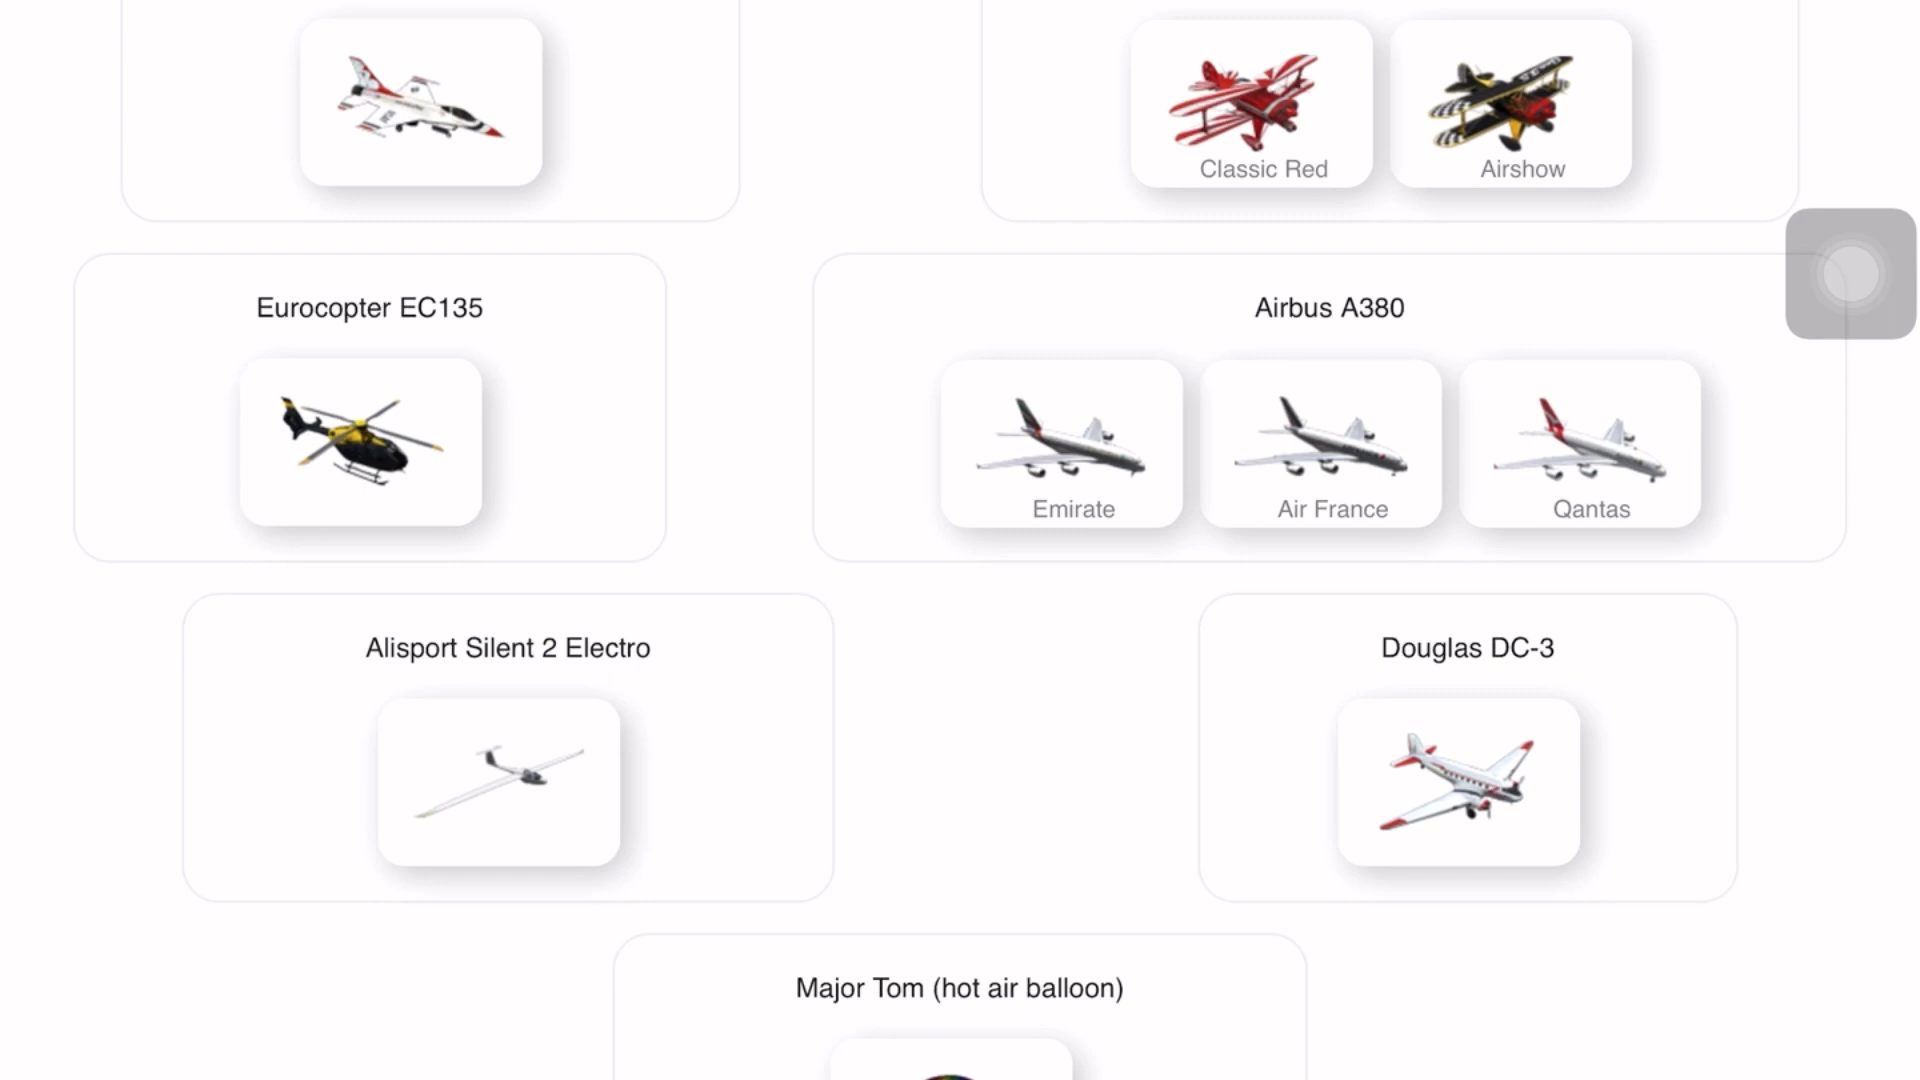 Classic Red
Airshow
Eurocopter EC135
Airbus A380
Emirate
Air France
Qantas
Alisport Silent 2 Electro
Douglas DC-3
Major Tom (hot air balloon)